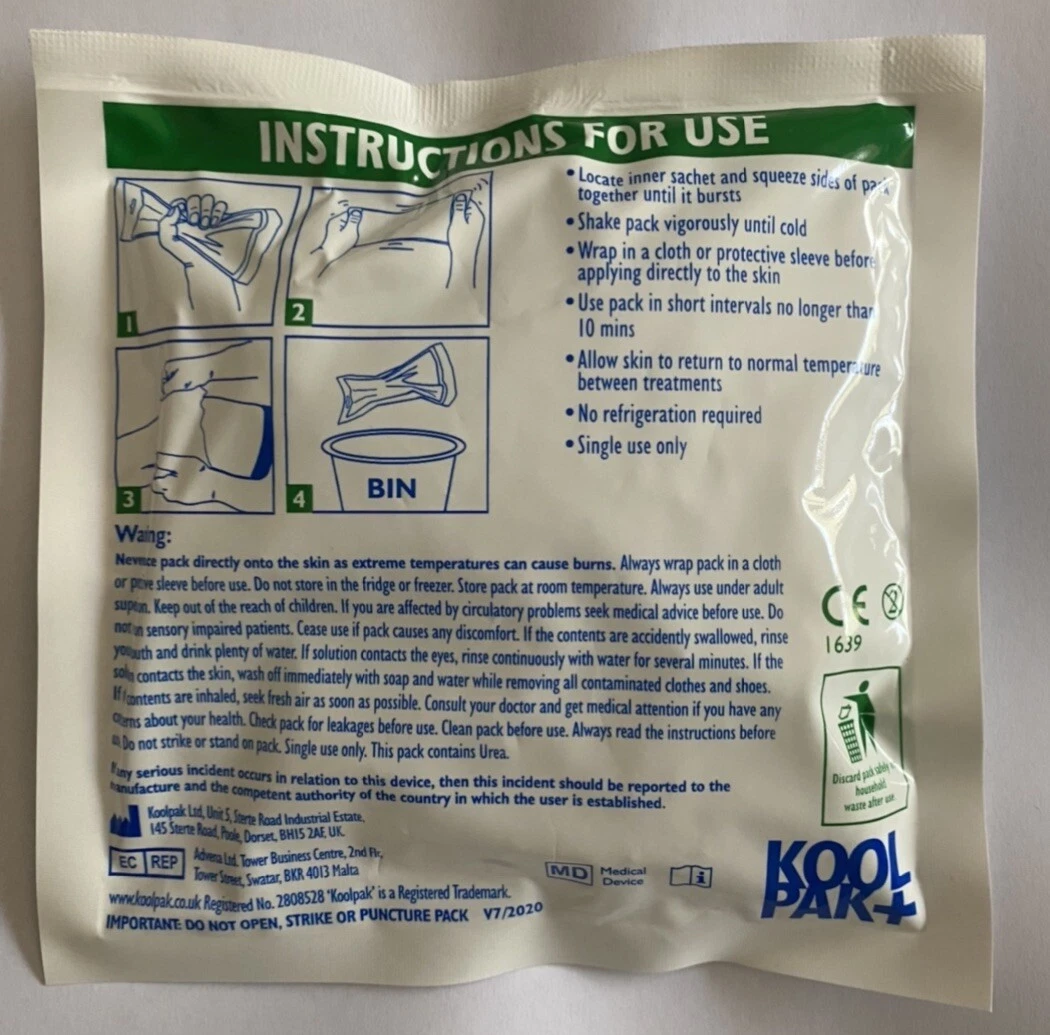 INSTRUCTIONS FOR USE
1
2
3
4
BIN
• Locate inner sachet and squeeze sides of
together until it bursts
• Shake pack vigorously until cold
• Wrap in a cloth or protective sleeve before
applying directly to the skin
• Use pack in short intervals no longer than
10 mins
• Allow skin to return to normal temperature
between treatments
• No refrigeration required
• Single use only
pack directly onto the skin as extreme temperatures can cause burns. Always wrap pack in a cloth
or sleeve before use. Do not store in the fridge or freezer. Store pack at room temperature. Always use under adult
Keep out of the reach of children. If you are affected by circulatory problems seek medical advice before use. Do
not sensory impaired patients. Cease use if pack causes any discomfort. If the contents are accidently swallowed, rinse
and drink plenty of water. If solution contacts the eyes, rinse continuously with water for several minutes. If the
contacts the skin, wash off immediately with soap and water while removing all contaminated clothes and shoes.
If contents are inhaled, seek fresh air as soon as possible. Consult your doctor and get medical attention if you have any
about your health. Check pack for leakages before use. Clean pack before use. Always read the instructions before
Do not strike or stand on pack. Single use only. This pack contains Urea.
any serious incident occurs in relation to this device, then this incident should be reported to the
manufacture and the competent authority of the country in which the user is established.
Koolpak Ltd, Unit 5, Sterte Road Industrial Estate,
145 Sterte Road, Poole, Dorset, BH15 2AF, UK.
EC REP
Advena Ltd. Tower Business Centre, 2nd Flr,
Tower Street, Swatar, BKR 4013 Malta
www.koolpak.co.uk Registered No. 2808528 'Koolpak' is a Registered Trademark.
IMPORTANT: DO NOT OPEN, STRIKE OR PUNCTURE PACK V7/2020
MD Medical
Device
i
CE 2
1639
Discard pack safely in
household
waste after use
KOOL
PAK+